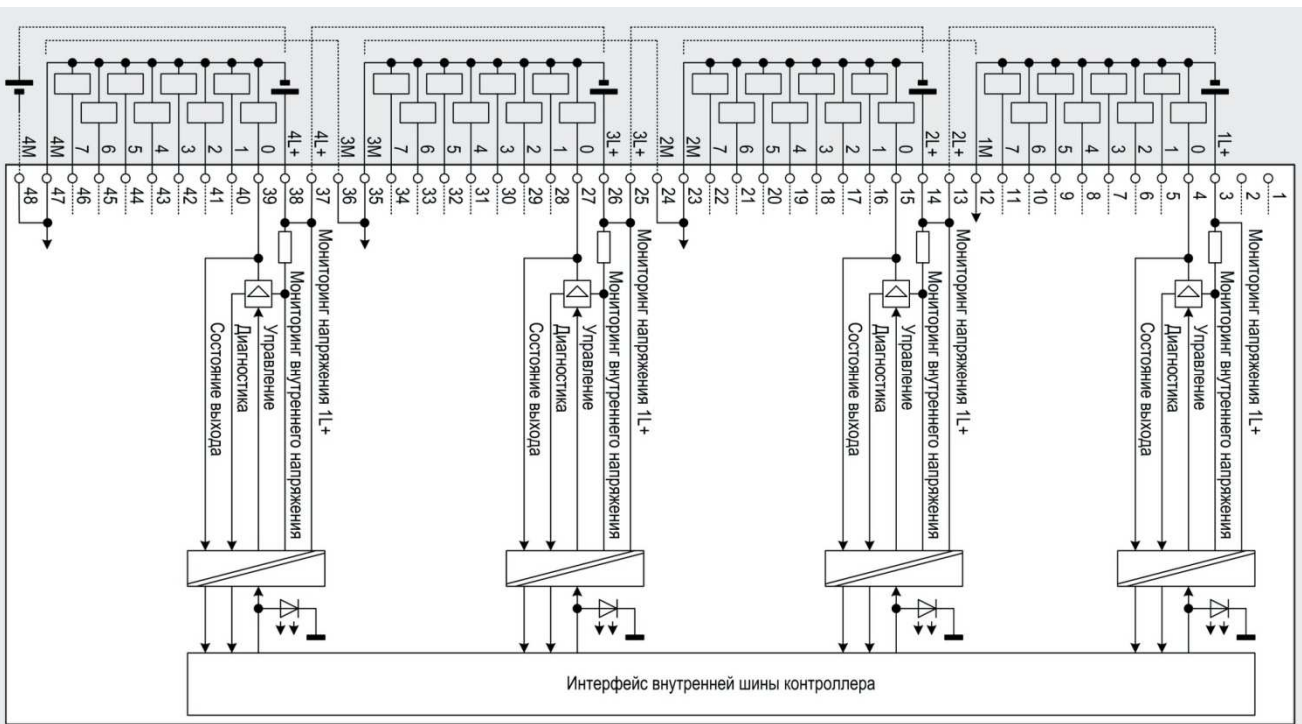 1
2
1L+ 3
0 4
1 5
2 6
3 7
4 8
5 9
6 10
7 11
1M 12
Мониторинг напряжения 1L+
Мониторинг внутреннего напряжения
Управление
Диагностика
Состояние выхода
2L+ 13
2L+ 14
0 15
1 16
2 17
3 18
4 19
5 20
6 21
7 22
2M 23
2M 24
Мониторинг напряжения 1L+
Мониторинг внутреннего напряжения
Управление
Диагностика
Состояние выхода
3L+ 25
3L+ 26
0 27
1 28
2 29
3 30
4 31
5 32
6 33
7 34
3M 35
3M 36
Мониторинг напряжения 1L+
Мониторинг внутреннего напряжения
Управление
Диагностика
Состояние выхода
4L+ 37
4L+ 38
0 39
1 40
2 41
3 42
4 43
5 44
6 45
7 46
4M 47
4M 48
Мониторинг напряжения 1L+
Мониторинг внутреннего напряжения
Управление
Диагностика
Состояние выхода
Интерфейс внутренней шины контроллера